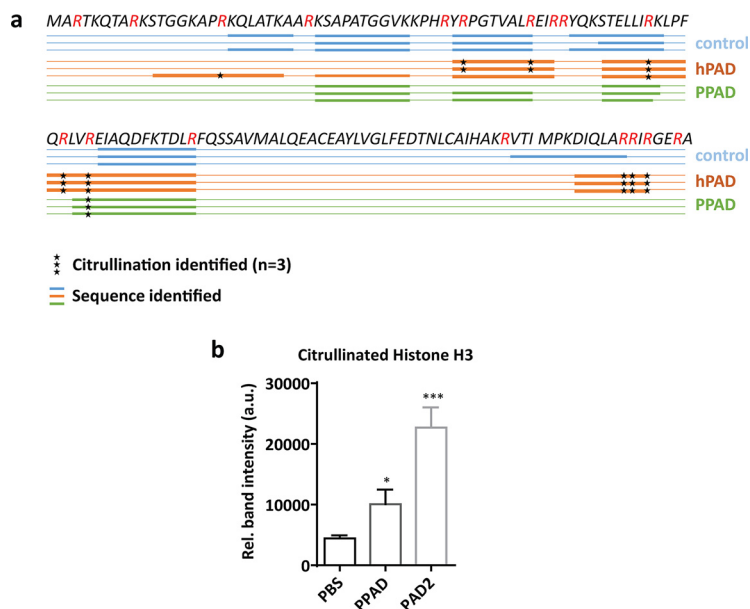 a
MARTKQTARKSTGGKAPRKQLATKAARKSAPATGGVKKPHRYRPGTVALREIRRYQKSTELLIRKLPF
control
hPAD
PPAD
QRLVREIAQDFKTDLRFQSSAVMALQEACEAYLVGLFEDTNLCAIHAKRVTI MPKDIQLARRIRGERA
control
hPAD
PPAD
Citrullination identified (n=3)
Sequence identified
b
Citrullinated Histone H3
Rel. band intensity (a.u.)
30000
20000
10000
0
*
***
PBS
PPAD
PAD2